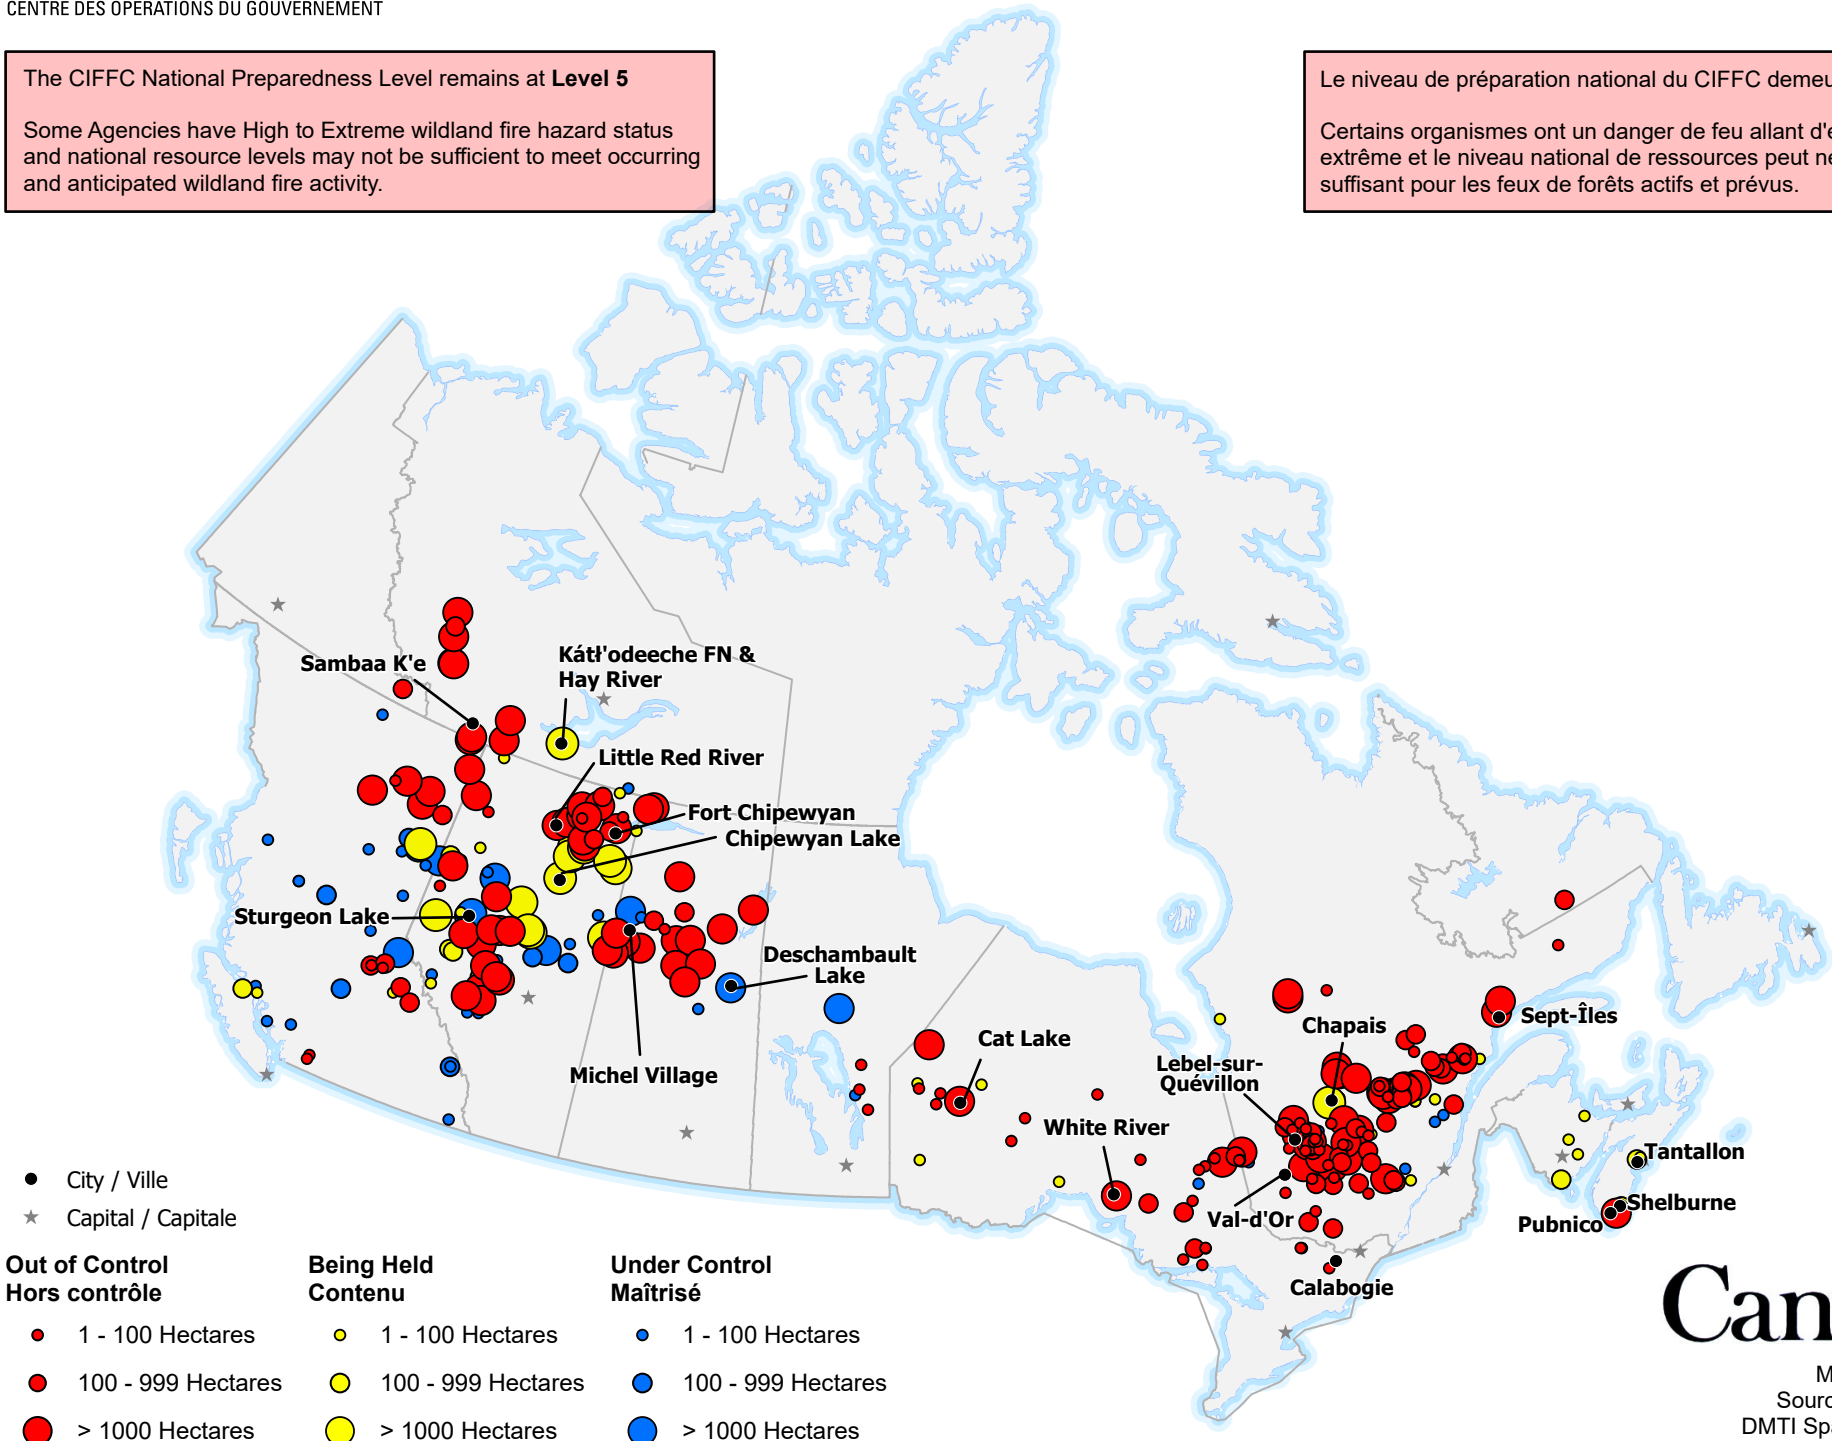 CENTRE DES OPÉRATIONS DU GOUVERNEMENT
The CIFFC National Preparedness Level remains at Level 5
Some Agencies have High to Extreme wildland fire hazard status
and national resource levels may not be sufficient to meet occurring
and anticipated wildland fire activity.
Le niveau de préparation national du CIFFC
Certains organismes ont un danger de feu allant
extrême et le niveau national de ressources peut
suffisant pour les feux de forêts actifs et prévus.
Sambaa K'e
Kátł'odeeche FN &
Hay River
Little Red River
Fort Chipewyan
Chipewyan Lake
Sturgeon Lake
Deschambault
Lake
Michel Village
Cat Lake
White River
Lebel-sur-
Quévillon
Chapais
Sept-Îles
Val-d'Or
Calabogie
Tantallon
Shelburne
Pubnico
City / Ville
Capital / Capitale
Out of Control
Hors contrôle
1 - 100 Hectares
100 - 999 Hectares
> 1000 Hectares
Being Held
Contenu
1 - 100 Hectares
100 - 999 Hectares
> 1000 Hectares
Under Control
Maîtrisé
1 - 100 Hectares
100 - 999 Hectares
> 1000 Hectares
Can
DMTI